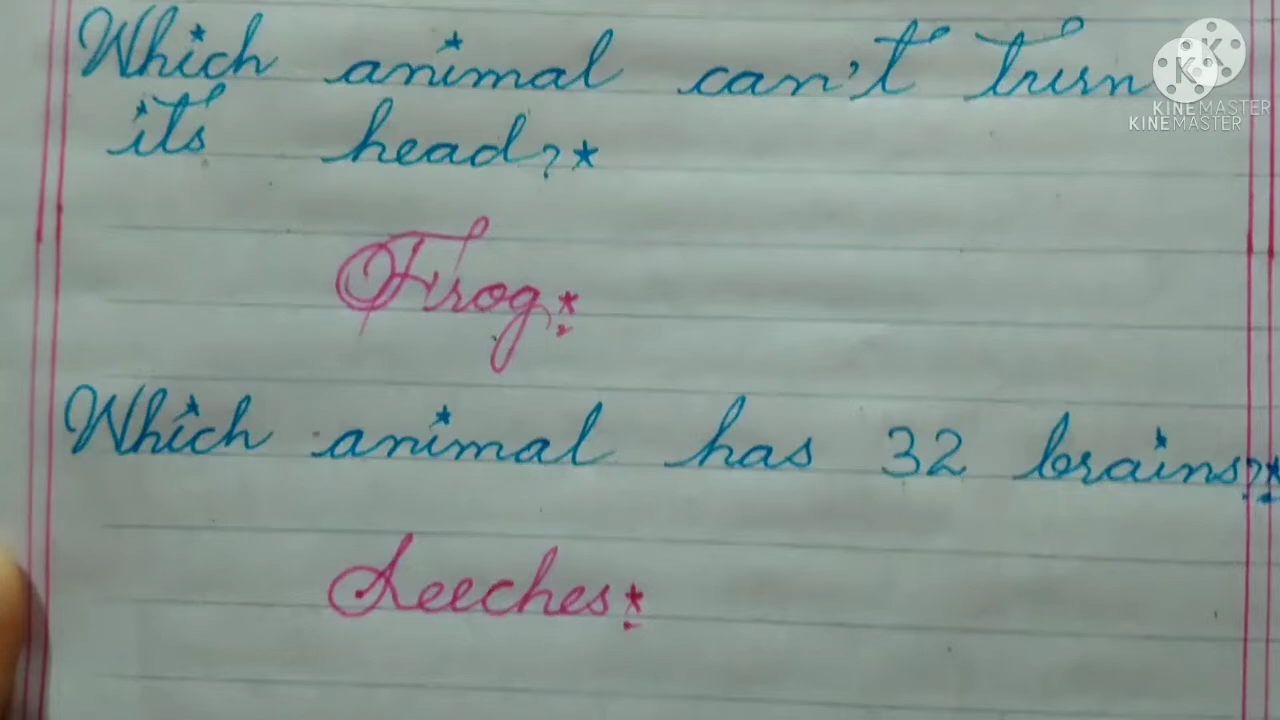 Which animal can't turn
its head?
Frog
Which animal has 32 brains?
Leeches
KINEMASTER
KINEMASTER